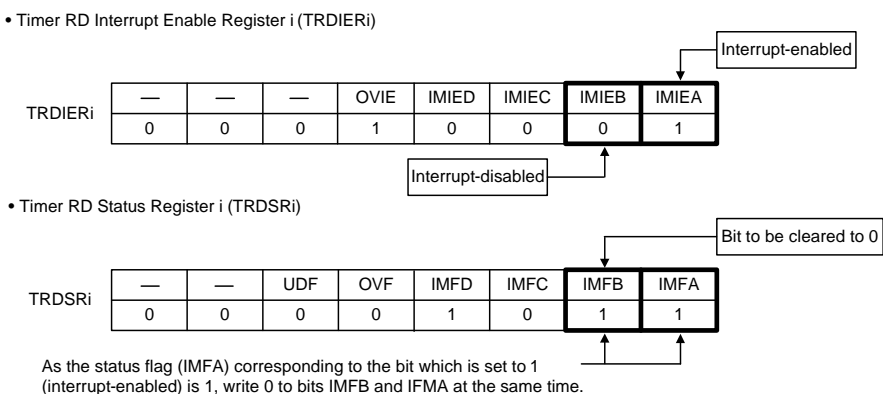 • Timer RD Interrupt Enable Register i (TRDIERi)
Interrupt-enabled
TRDIERi
— — — OVIE IMIED IMIEC IMIEB IMIEA
0 0 0 1 0 0 0 1
Interrupt-disabled
• Timer RD Status Register i (TRDSRi)
Bit to be cleared to 0
TRDSRi
— — UDF OVF IMFD IMFC IMFB IMFA
0 0 0 0 1 0 1 1
As the status flag (IMFA) corresponding to the bit which is set to 1
(interrupt-enabled) is 1, write 0 to bits IMFB and IFMA at the same time.